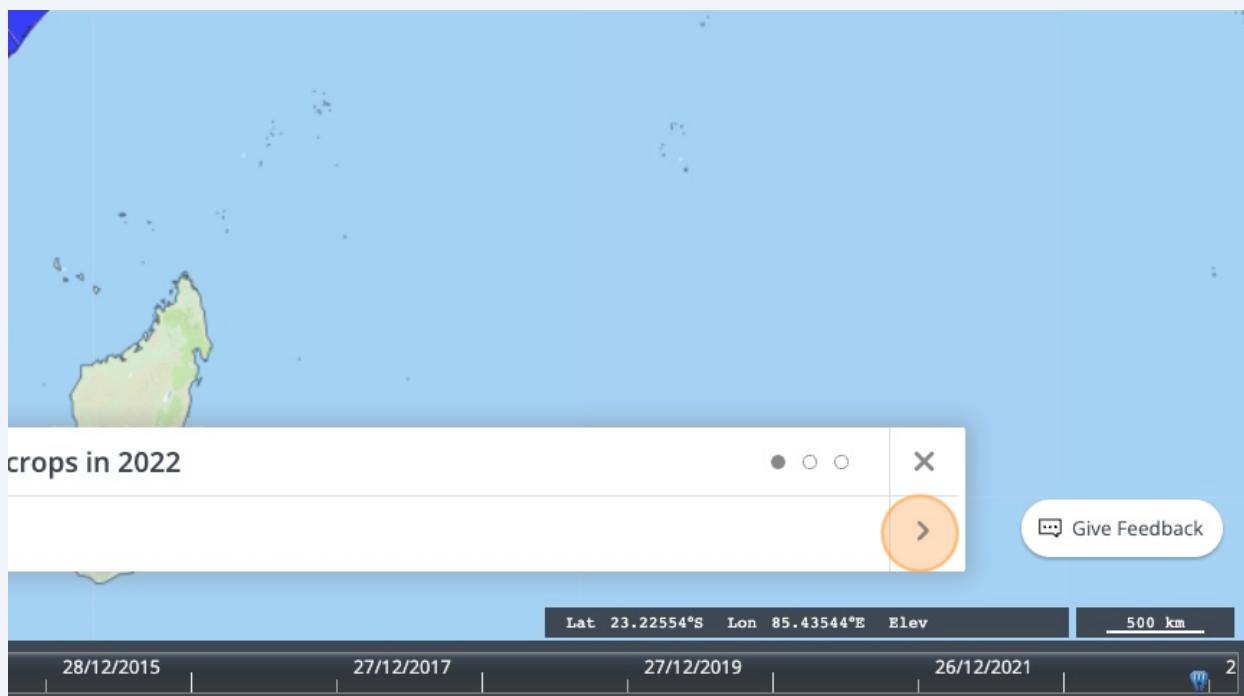 crops in 2022
Give Feedback
Lat 23.22554°S Lon 85.43544°E Elev
500 km
28/12/2015 27/12/2017 27/12/2019 26/12/2021 2